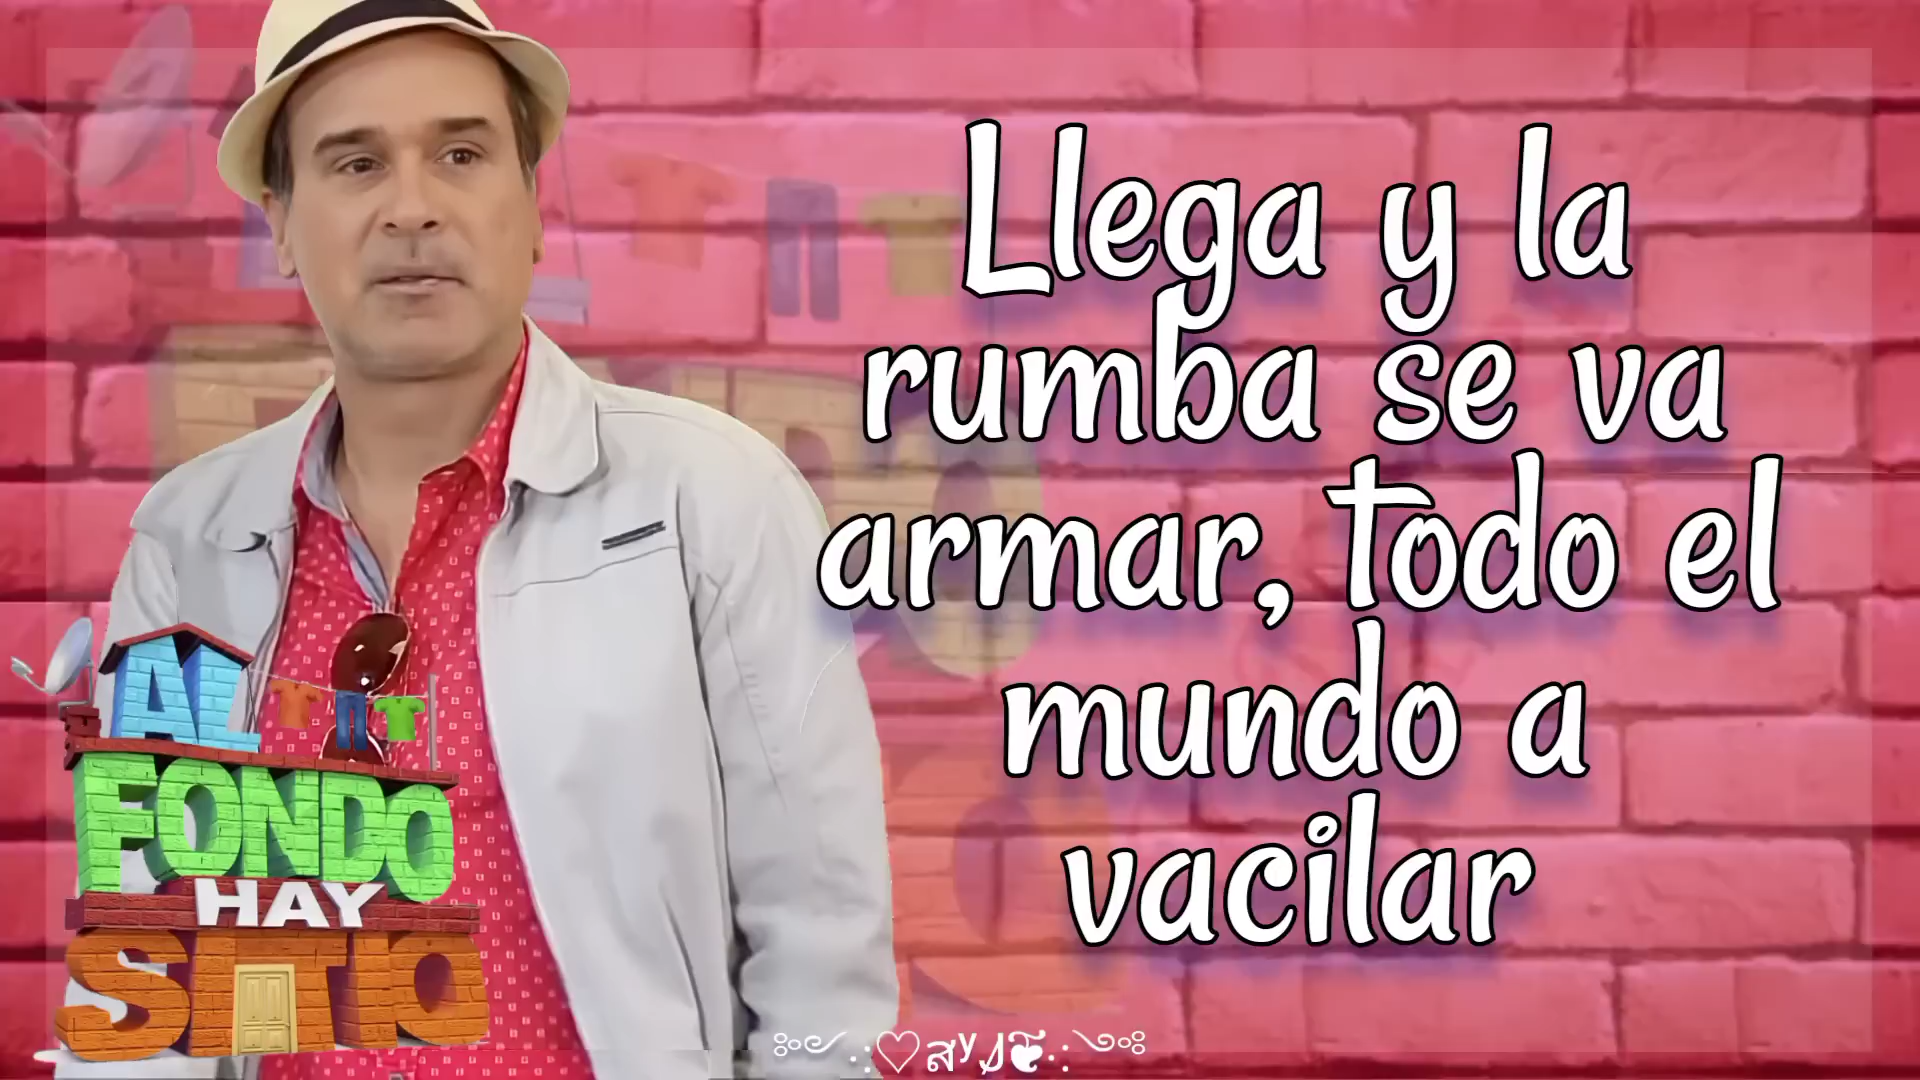 Llega y la
rumba se va
armar, todo el
mundo a
vacilar
AL
FONDO
HAY
SITIO